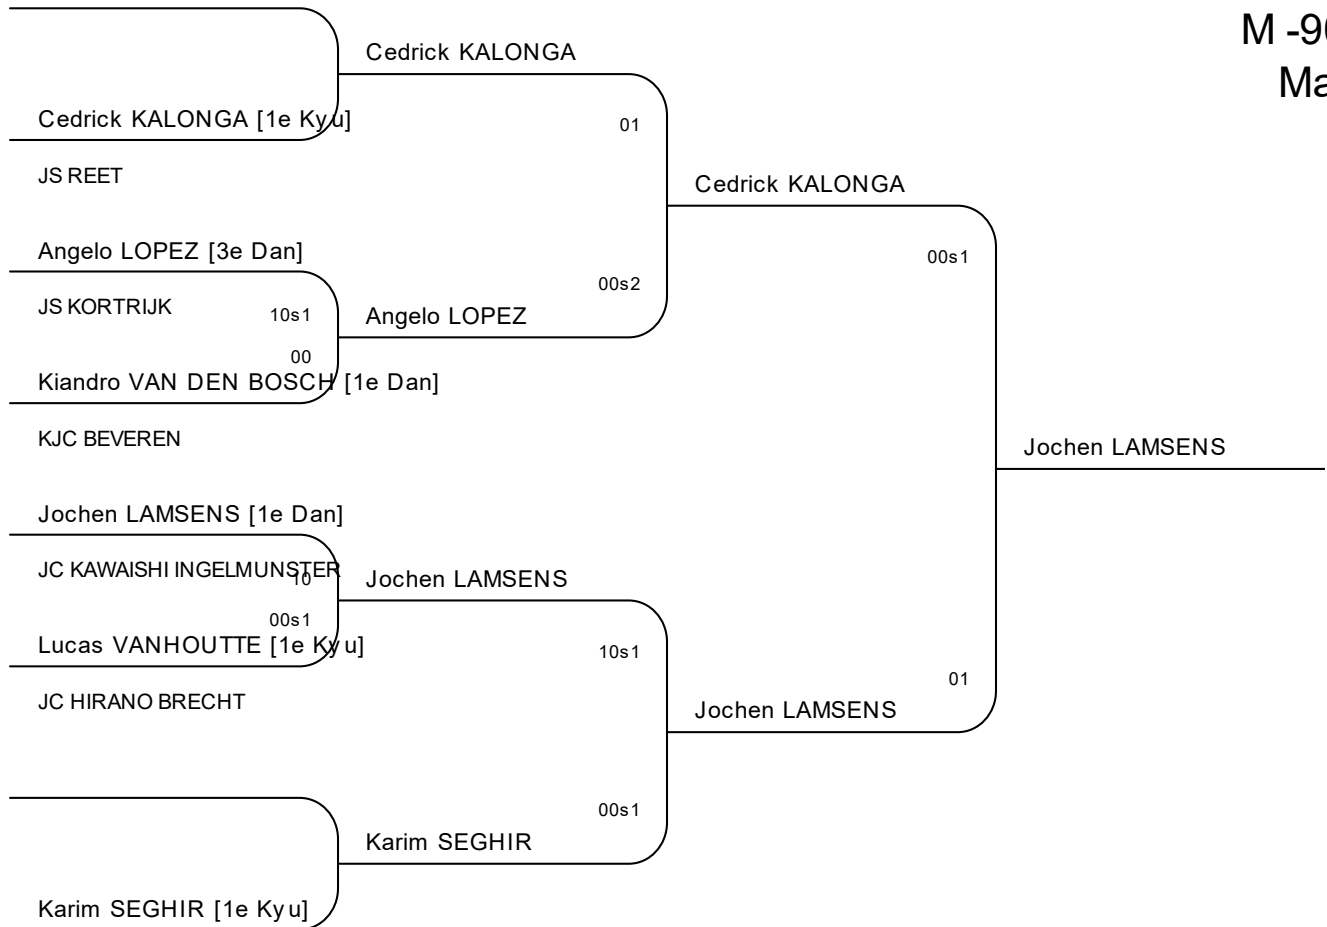 M -9
Ma
Cedrick KALONGA
Cedrick KALONGA [1e Kyu]
01
JS REET
Cedrick KALONGA
Angelo LOPEZ [3e Dan]
00s1
00s2
JS KORTRIJK
10s1
Angelo LOPEZ
00
Kiandro VAN DEN BOSCH [1e Dan]
KJC BEVEREN
Jochen LAMSENS
Jochen LAMSENS [1e Dan]
JC KAWAISHI INGELMUNSTER
10
Jochen LAMSENS
00s1
Lucas VANHOUTTE [1e Kyu]
10s1
01
JC HIRANO BRECHT
Jochen LAMSENS
00s1
Karim SEGHIR
Karim SEGHIR [1e Kyu]